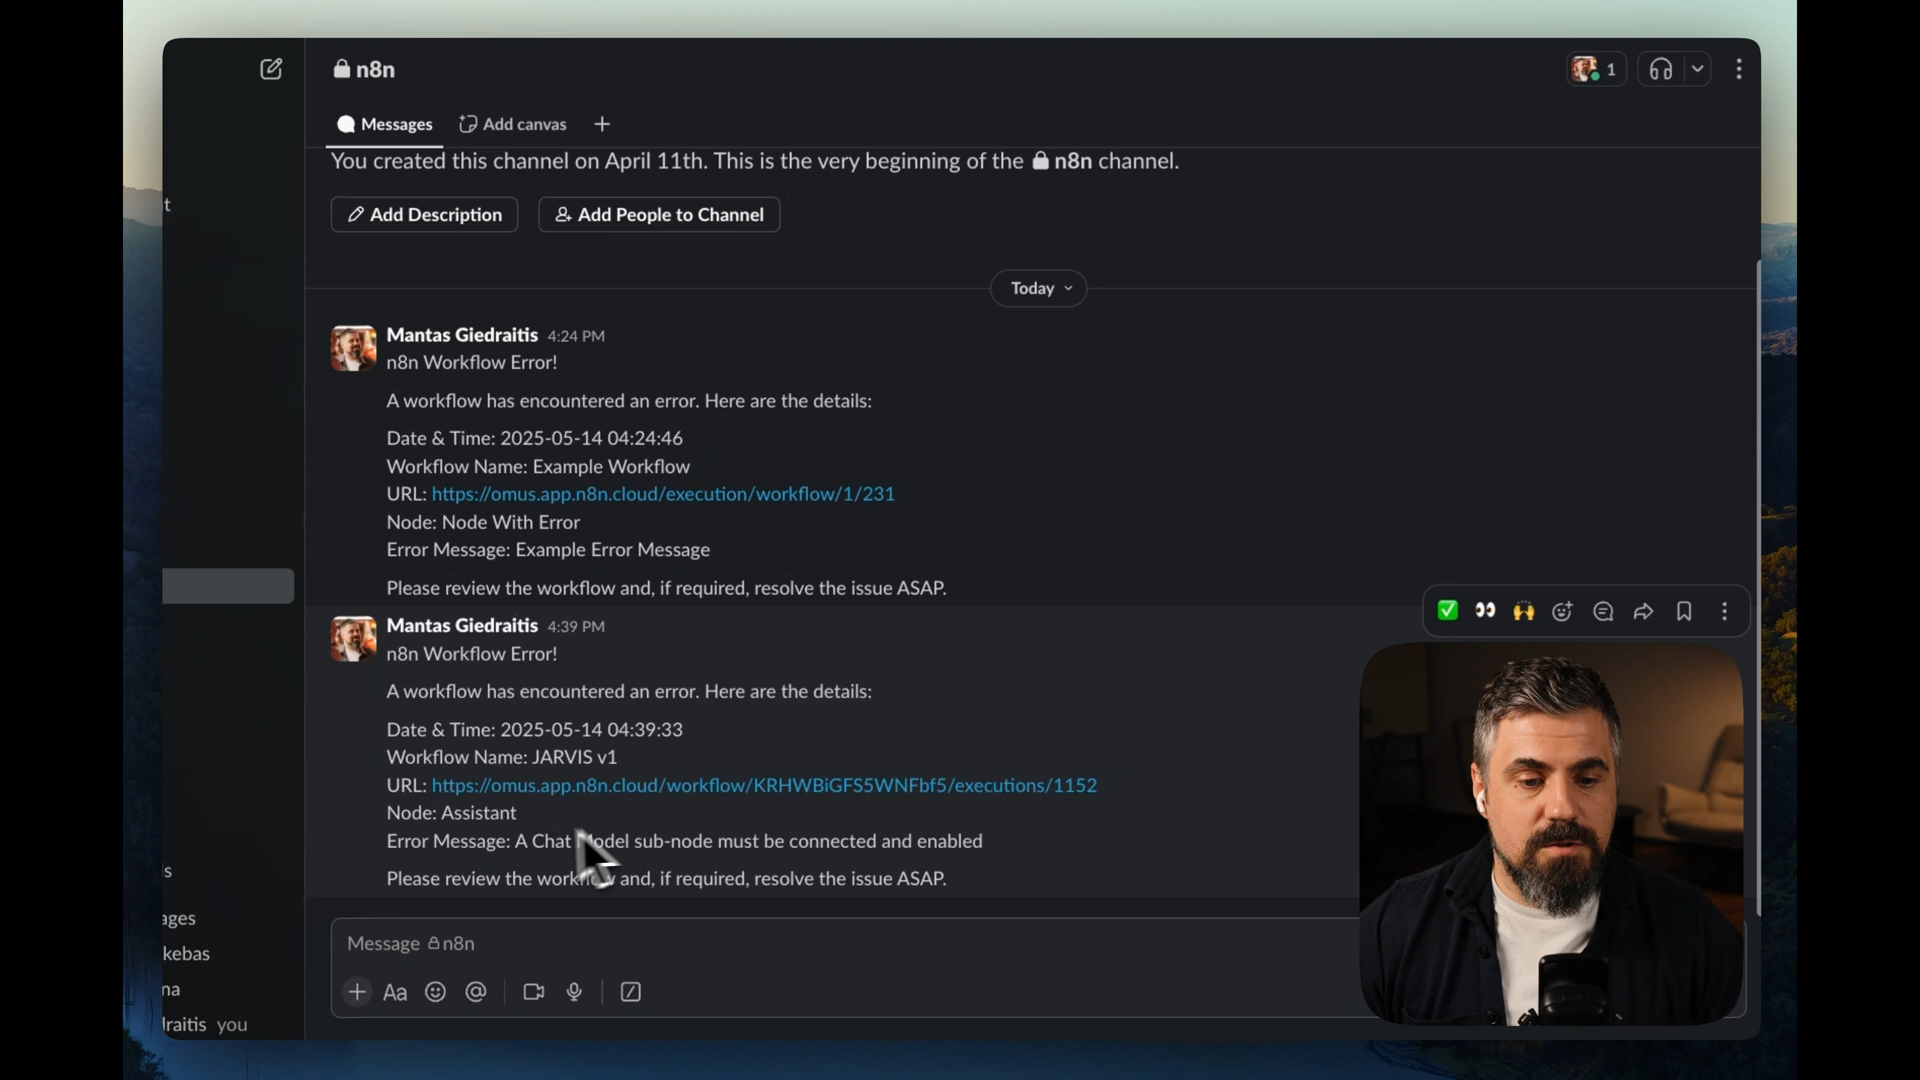 n8n
1
Messages
Add canvas
You created this channel on April 11th. This is the very beginning of the n8n channel.
Add Description
Add People to Channel
t
Today
Mantas Giedraitis 4:24 PM
n8n Workflow Error!
A workflow has encountered an error. Here are the details:
Date & Time: 2025-05-14 04:24:46
Workflow Name: Example Workflow
URL: https://omus.app.n8n.cloud/execution/workflow/1/231
Node: Node With Error
Error Message: Example Error Message
Please review the workflow and, if required, resolve the issue ASAP.
Mantas Giedraitis 4:39 PM
n8n Workflow Error!
A workflow has encountered an error. Here are the details:
Date & Time: 2025-05-14 04:39:33
Workflow Name: JARVIS v1
URL: https://omus.app.n8n.cloud/workflow/KRHWBiGFS5WNFbf5/executions/1152
Node: Assistant
Error Message: A Chat Model sub-node must be connected and enabled
Please review the workflow and, if required, resolve the issue ASAP.
s
ages
kebas
na
draitis you
Message n8n
Aa